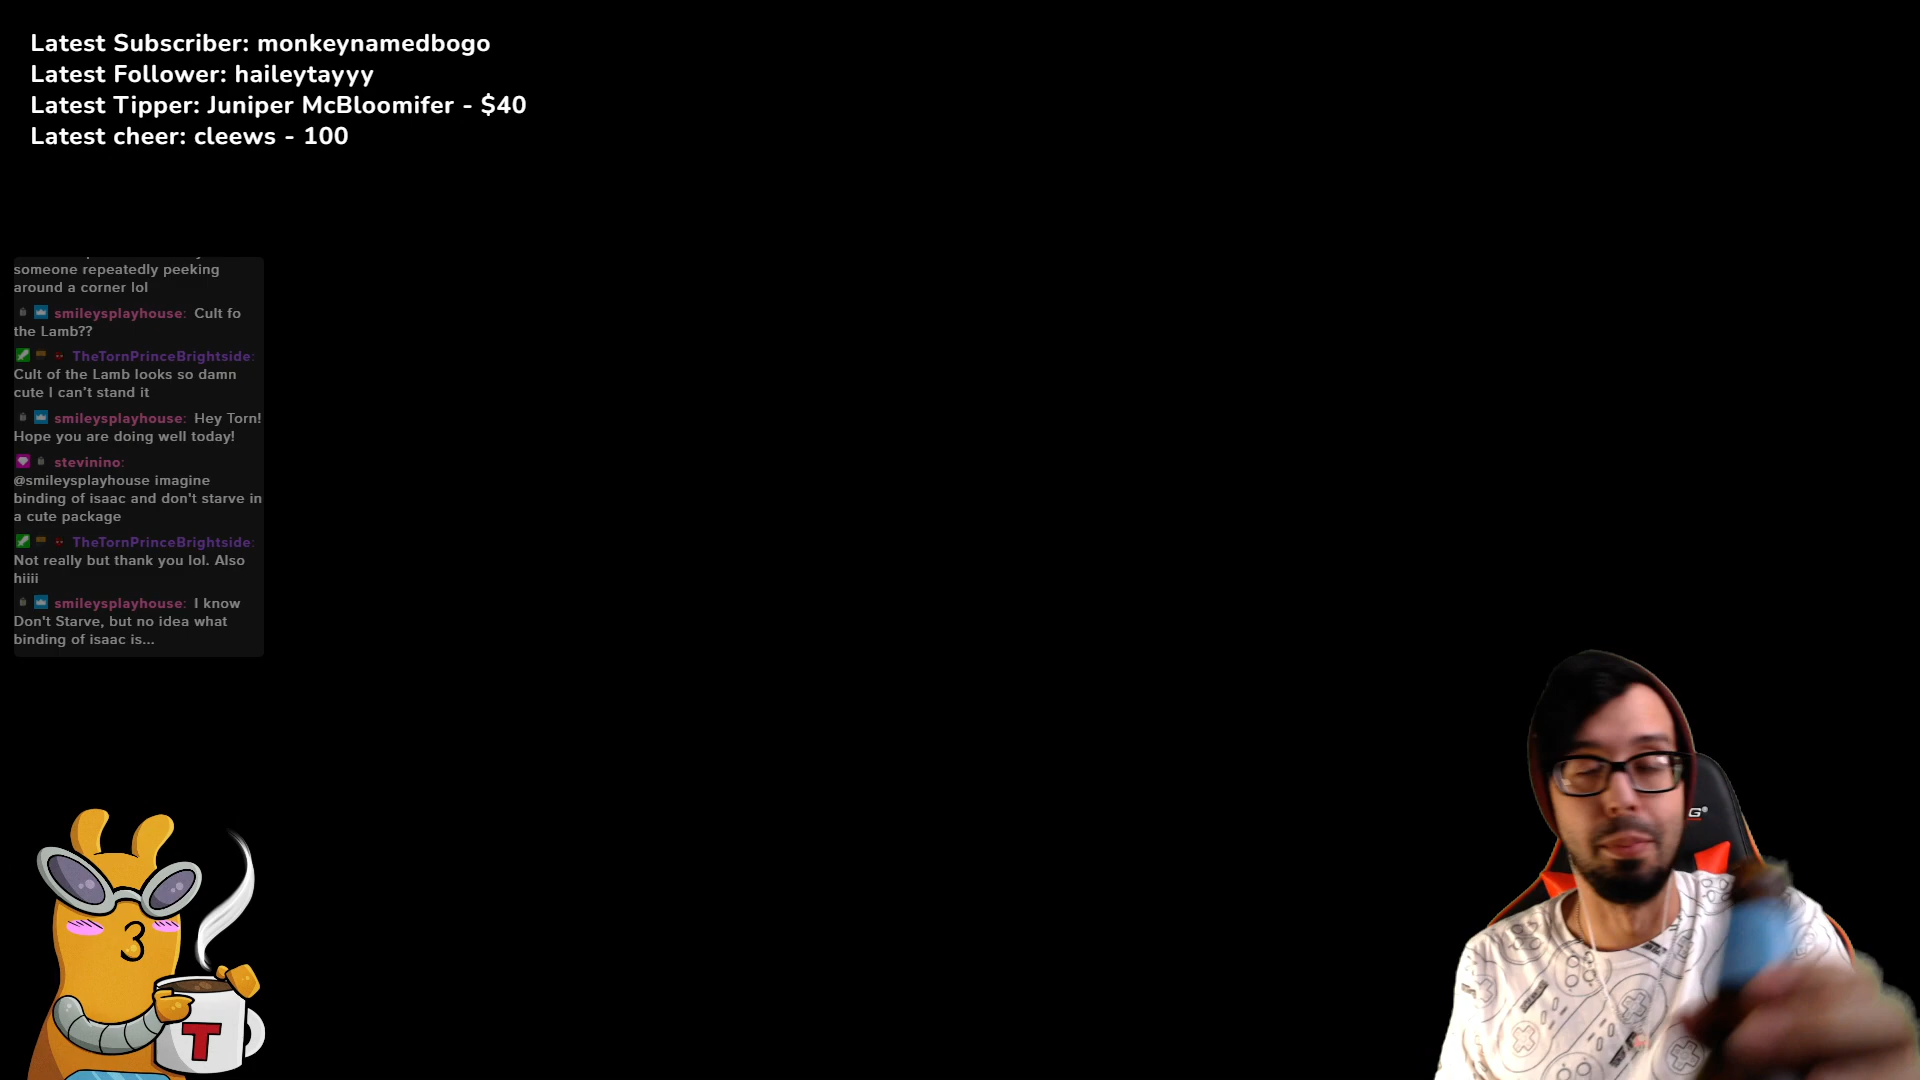 Latest Subscriber: monkeynamedbogo
Latest Follower: haileytayyy
Latest Tipper: Juniper McBloomifer - $40
Latest cheer: cleews - 100
someone repeatedly peeking
around a corner lol
smileysplayhouse: Cult fo
the Lamb??
TheTornPrinceBrightside:
Cult of the Lamb looks so damn
cute I can't stand it
smileysplayhouse: Hey Torn!
Hope you are doing well today!
stevinino:
@smileysplayhouse imagine
binding of isaac and don't starve in
a cute package
TheTornPrinceBrightside:
Not really but thank you lol. Also
hiiii
smileysplayhouse: I know
Don't Starve, but no idea what
binding of isaac is...
G®
3
T